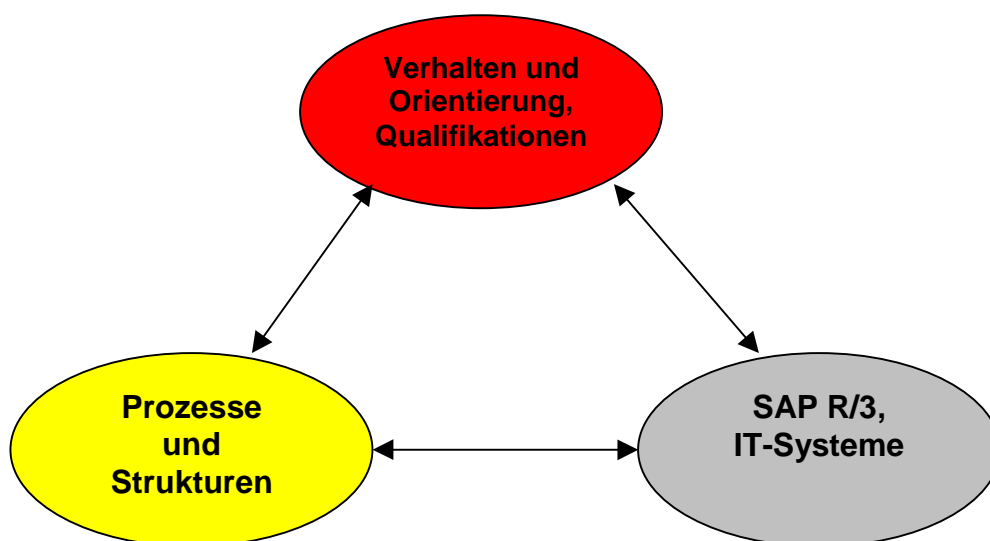 Verhalten und
Orientierung,
Qualifikationen
Prozesse
und
Strukturen
SAP R/3,
IT-Systeme